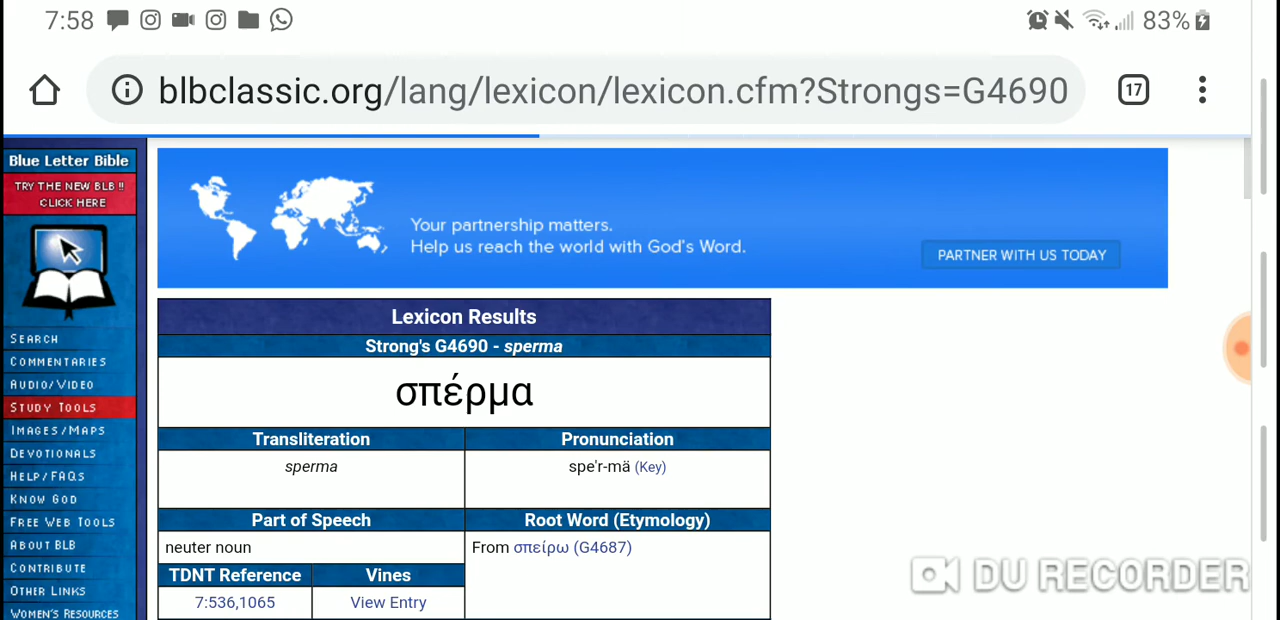 7:58 83%
blbclassic.org/lang/lexicon/lexicon.cfm?Strongs=G4690 17
Blue Letter Bible
TRY THE NEW BLB !!
CLICK HERE
SEARCH
COMMENTARIES
AUDIO/VIDEO
STUDY TOOLS
IMAGES/MAPS
DEVOTIONALS
HELP/FAQS
KNOW GOD
FREE WEB TOOLS
ABOUT BLB
CONTRIBUTE
OTHER LINKS
WOMEN'S RESOURCES
Your partnership matters.
Help us reach the world with God's Word.
PARTNER WITH US TODAY
Lexicon Results
Strong's G4690 - sperma
σπέρμα
Transliteration Pronunciation
sperma spe'r-mä (Key)
Part of Speech Root Word (Etymology)
neuter noun From σπείρω (G4687)
TDNT Reference Vines
7:536,1065 View Entry
DU RECORDER